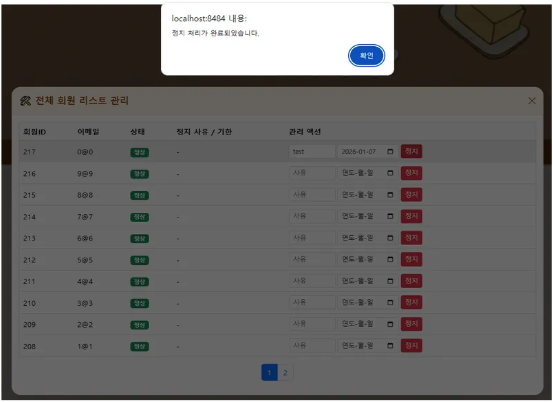 localhost:8484 내용:
정지 처리가 완료되었습니다.
확인
전체 회원 리스트 관리
회원ID 이메일 상태 정지 사유 / 기한 관리 액션
217 0@0 정상 - test 2026-01-07 정지
216 9@9 정상 - 사유 연도-월-일 정지
215 8@8 정상 - 사유 연도-월-일 정지
214 7@7 정상 - 사유 연도-월-일 정지
213 6@6 정상 - 사유 연도-월-일 정지
212 5@5 정상 - 사유 연도-월-일 정지
211 4@4 정상 - 사유 연도-월-일 정지
210 3@3 정상 - 사유 연도-월-일 정지
209 2@2 정상 - 사유 연도-월-일 정지
208 1@1 정상 - 사유 연도-월-일 정지
1 2